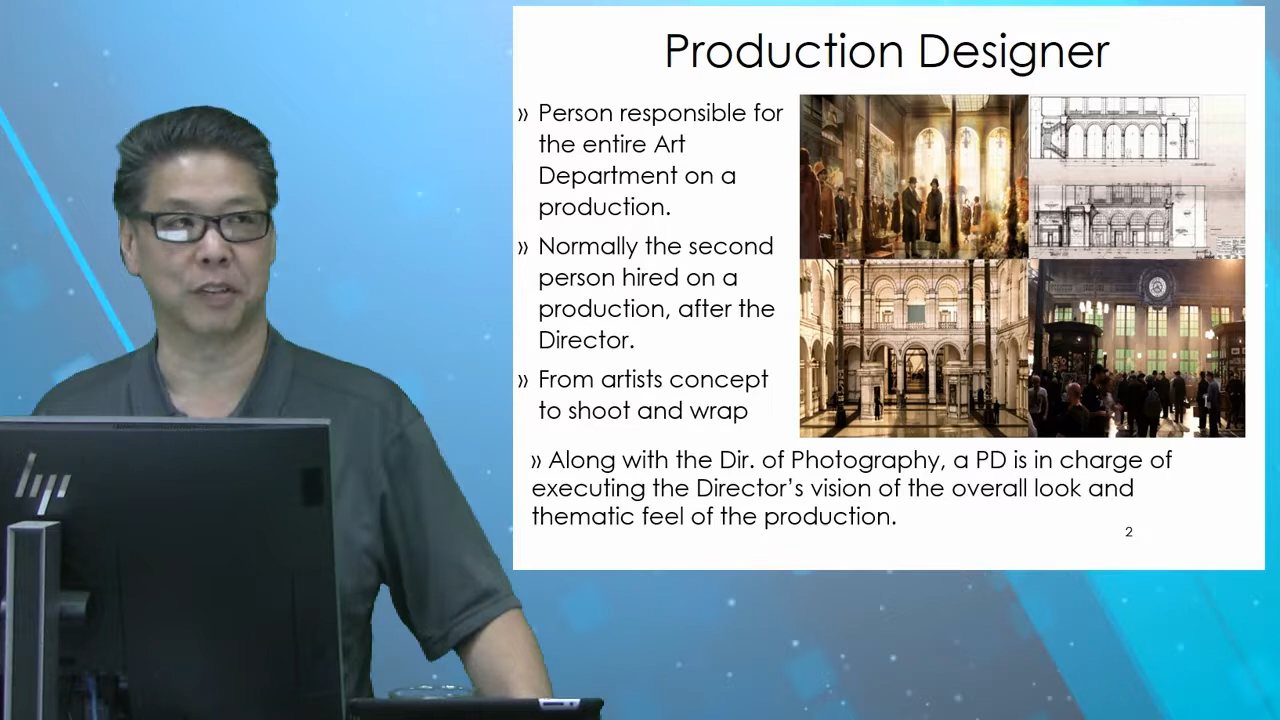 Production Designer
» Person responsible for
the entire Art
Department on a
production.
» Normally the second
person hired on a
production, after the
Director.
» From artists concept
to shoot and wrap
» Along with the Dir. of Photography, a PD is in charge of
executing the Director’s vision of the overall look and
thematic feel of the production.
2
hp